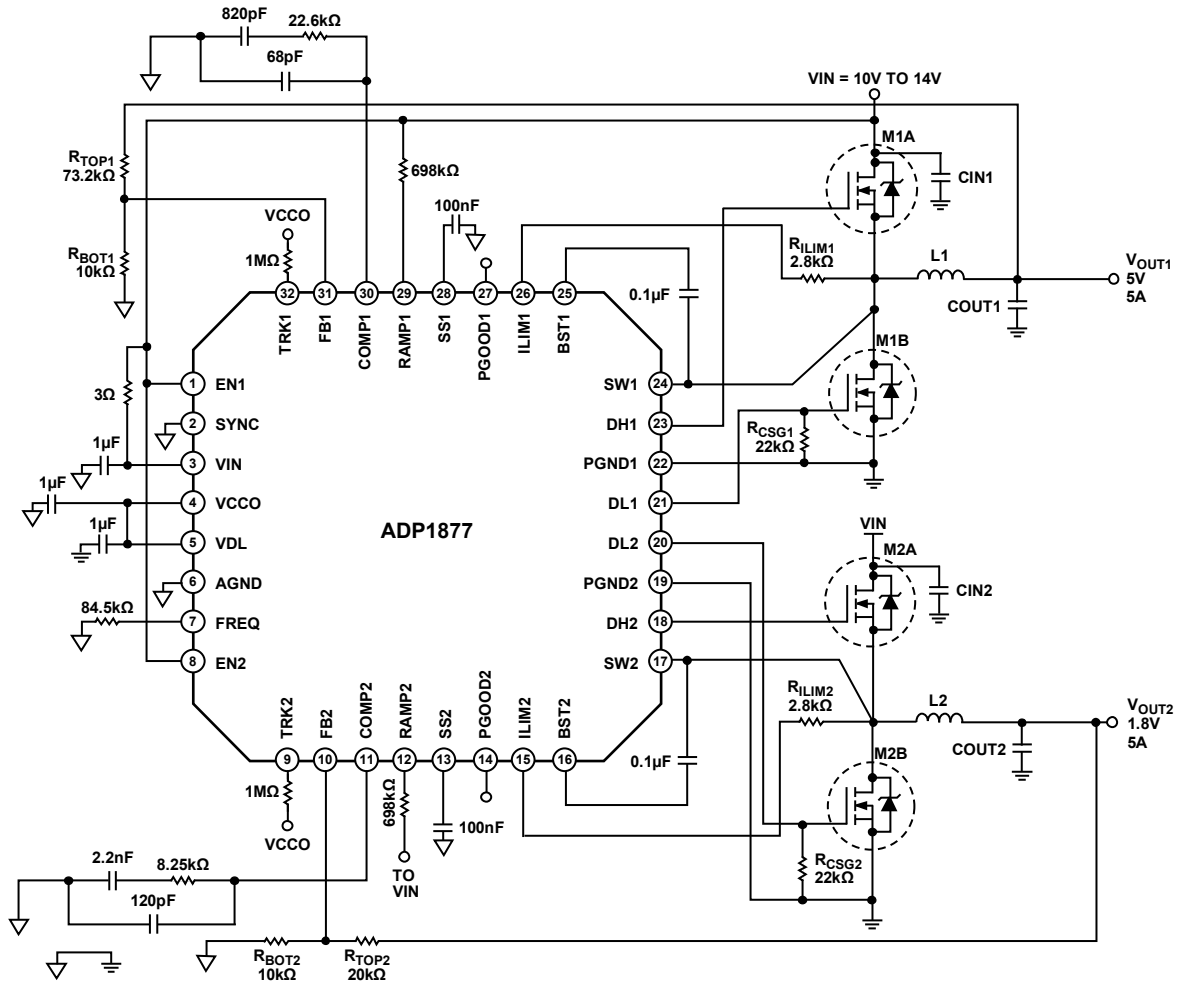 820pF
22.6kΩ
68pF
VIN = 10V TO 14V
M1A
CIN1
RTOP1
73.2kΩ
698kΩ
100nF
VCCO
1MΩ
RBOT1
10kΩ
RILIM1
2.8kΩ
L1
VOUT1
5V
5A
COUT1
0.1µF
32
31
30
29
28
27
26
25
TRK1
FB1
COMP1
RAMP1
SS1
PGOOD1
ILIM1
BST1
M1B
3Ω
1 EN1
2 SYNC
3 VIN
4 VCCO
5 VDL
6 AGND
7 FREQ
8 EN2
1µF
1µF
1µF
84.5kΩ
ADP1877
SW1 24
DH1 23
PGND1 22
DL1 21
DL2 20
PGND2 19
DH2 18
SW2 17
RCSG1
22kΩ
VIN
M2A
CIN2
RILIM2
2.8kΩ
L2
VOUT2
1.8V
5A
COUT2
M2B
0.1µF
TRK2
FB2
COMP2
RAMP2
SS2
PGOOD2
ILIM2
BST2
9
10
11
12
13
14
15
16
1MΩ
VCCO
698kΩ
TO
VIN
100nF
RCSG2
22kΩ
2.2nF
8.25kΩ
120pF
RBOT2
10kΩ
RTOP2
20kΩ